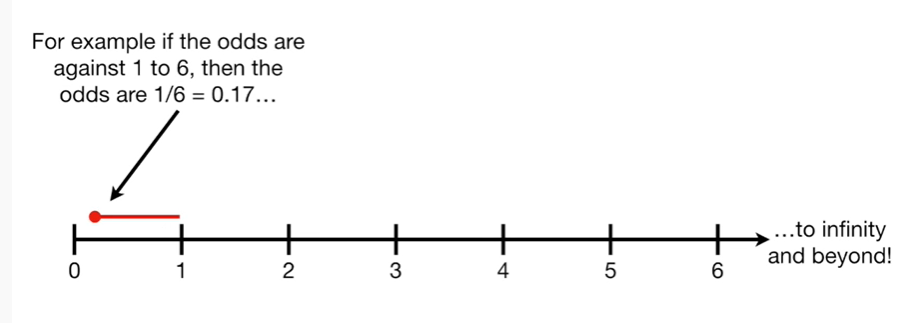 For example if the odds are
against 1 to 6, then the
odds are 1/6 = 0.17…
…to infinity
and beyond!
0 1 2 3 4 5 6